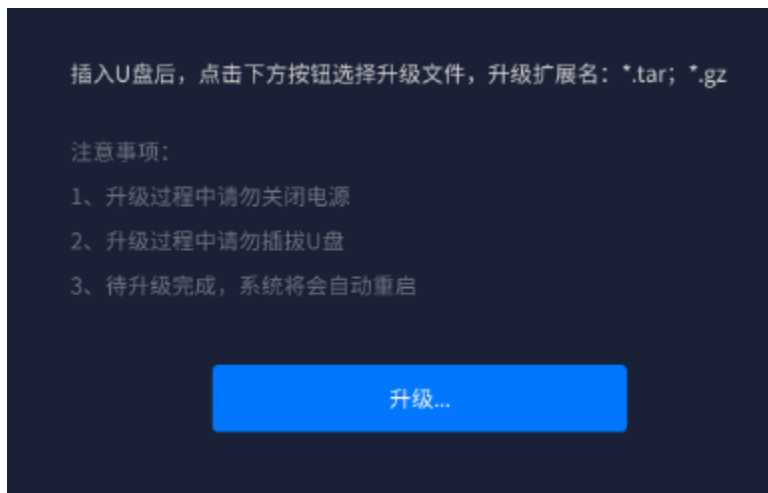 插入U盘后，点击下方按钮选择升级文件，升级扩展名：*.tar；*.gz
注意事项：
1、升级过程中请勿关闭电源
2、升级过程中请勿插拔U盘
3、待升级完成，系统将会自动重启
升级...